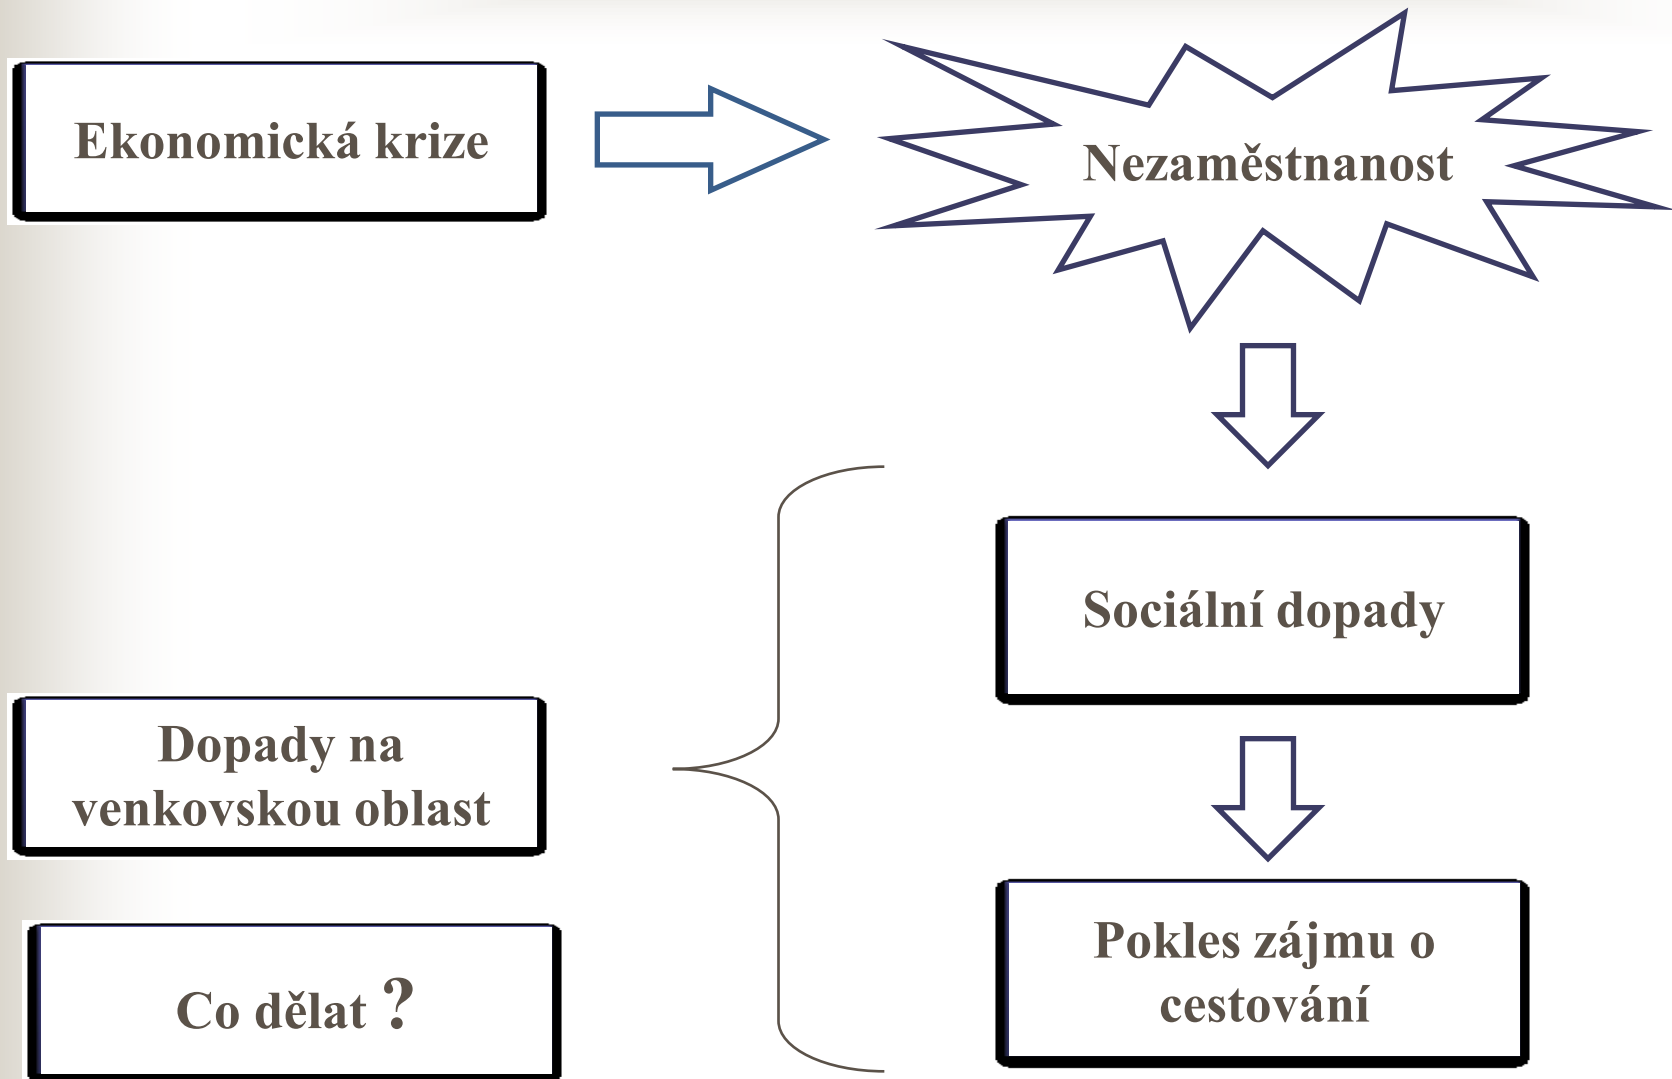 Ekonomická krize
Nezaměstnanost
Sociální dopady
Dopady na
venkovskou oblast
Pokles zájmu o
cestování
Co dělat ?